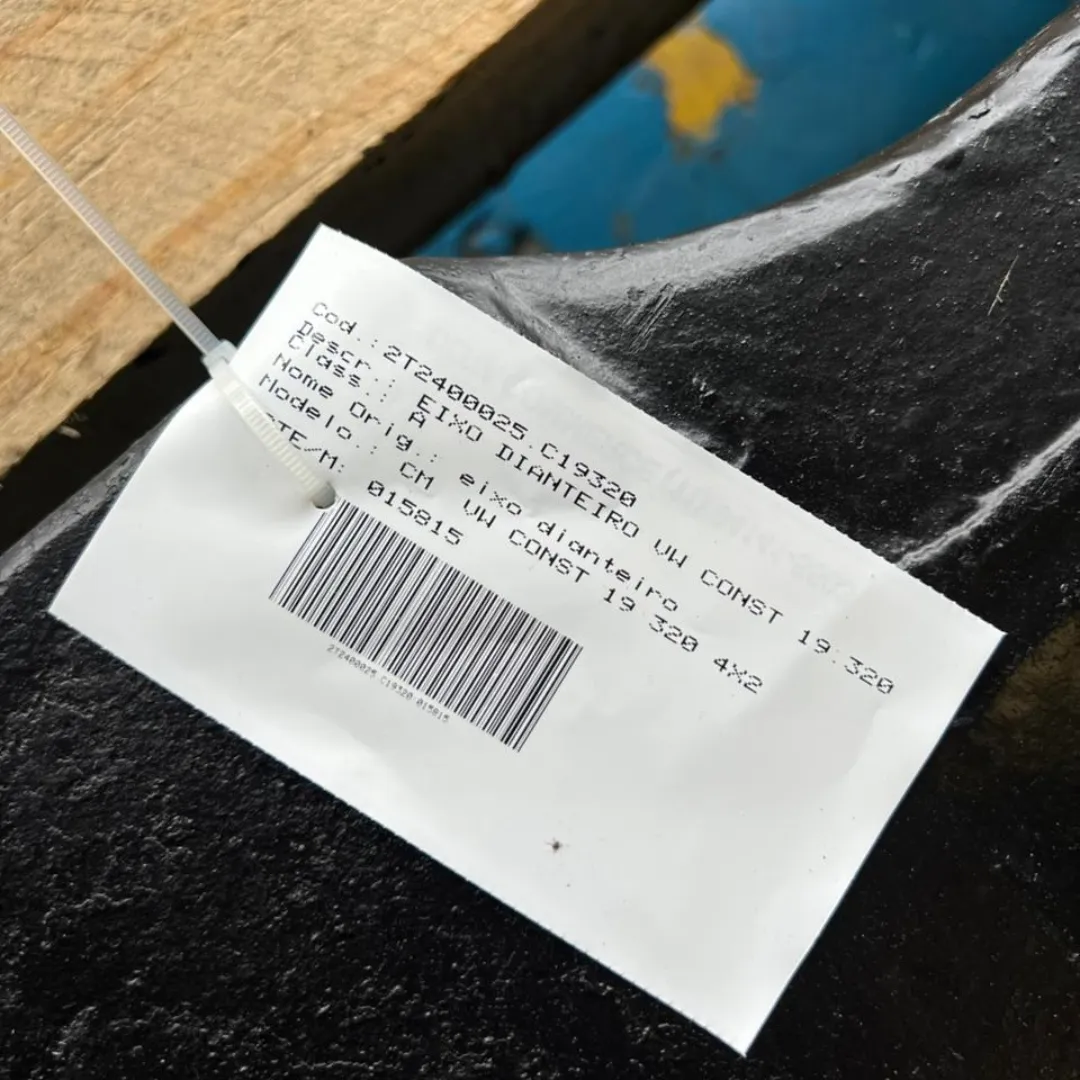 Cod.: 2T2400025.C19320
Descr.: EIXO DIANTEIRO VW CONST 19.320
Class.: A
Nome Orig.: eixo dianteiro
Modelo.: CM VW CONST 19 320 4X2
TE/M: 015815
2T2400025.C19320.015815